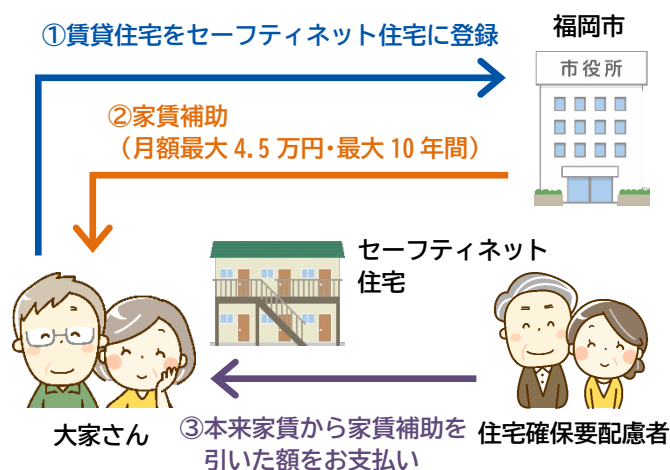 ①賃貸住宅をセーフティネット住宅に登録
福岡市
市役所
②家賃補助
（月額最大4.5万円・最大10年間）
セーフティネット
住宅
大家さん
③本来家賃から家賃補助を
引いた額をお支払い
住宅確保要配慮者